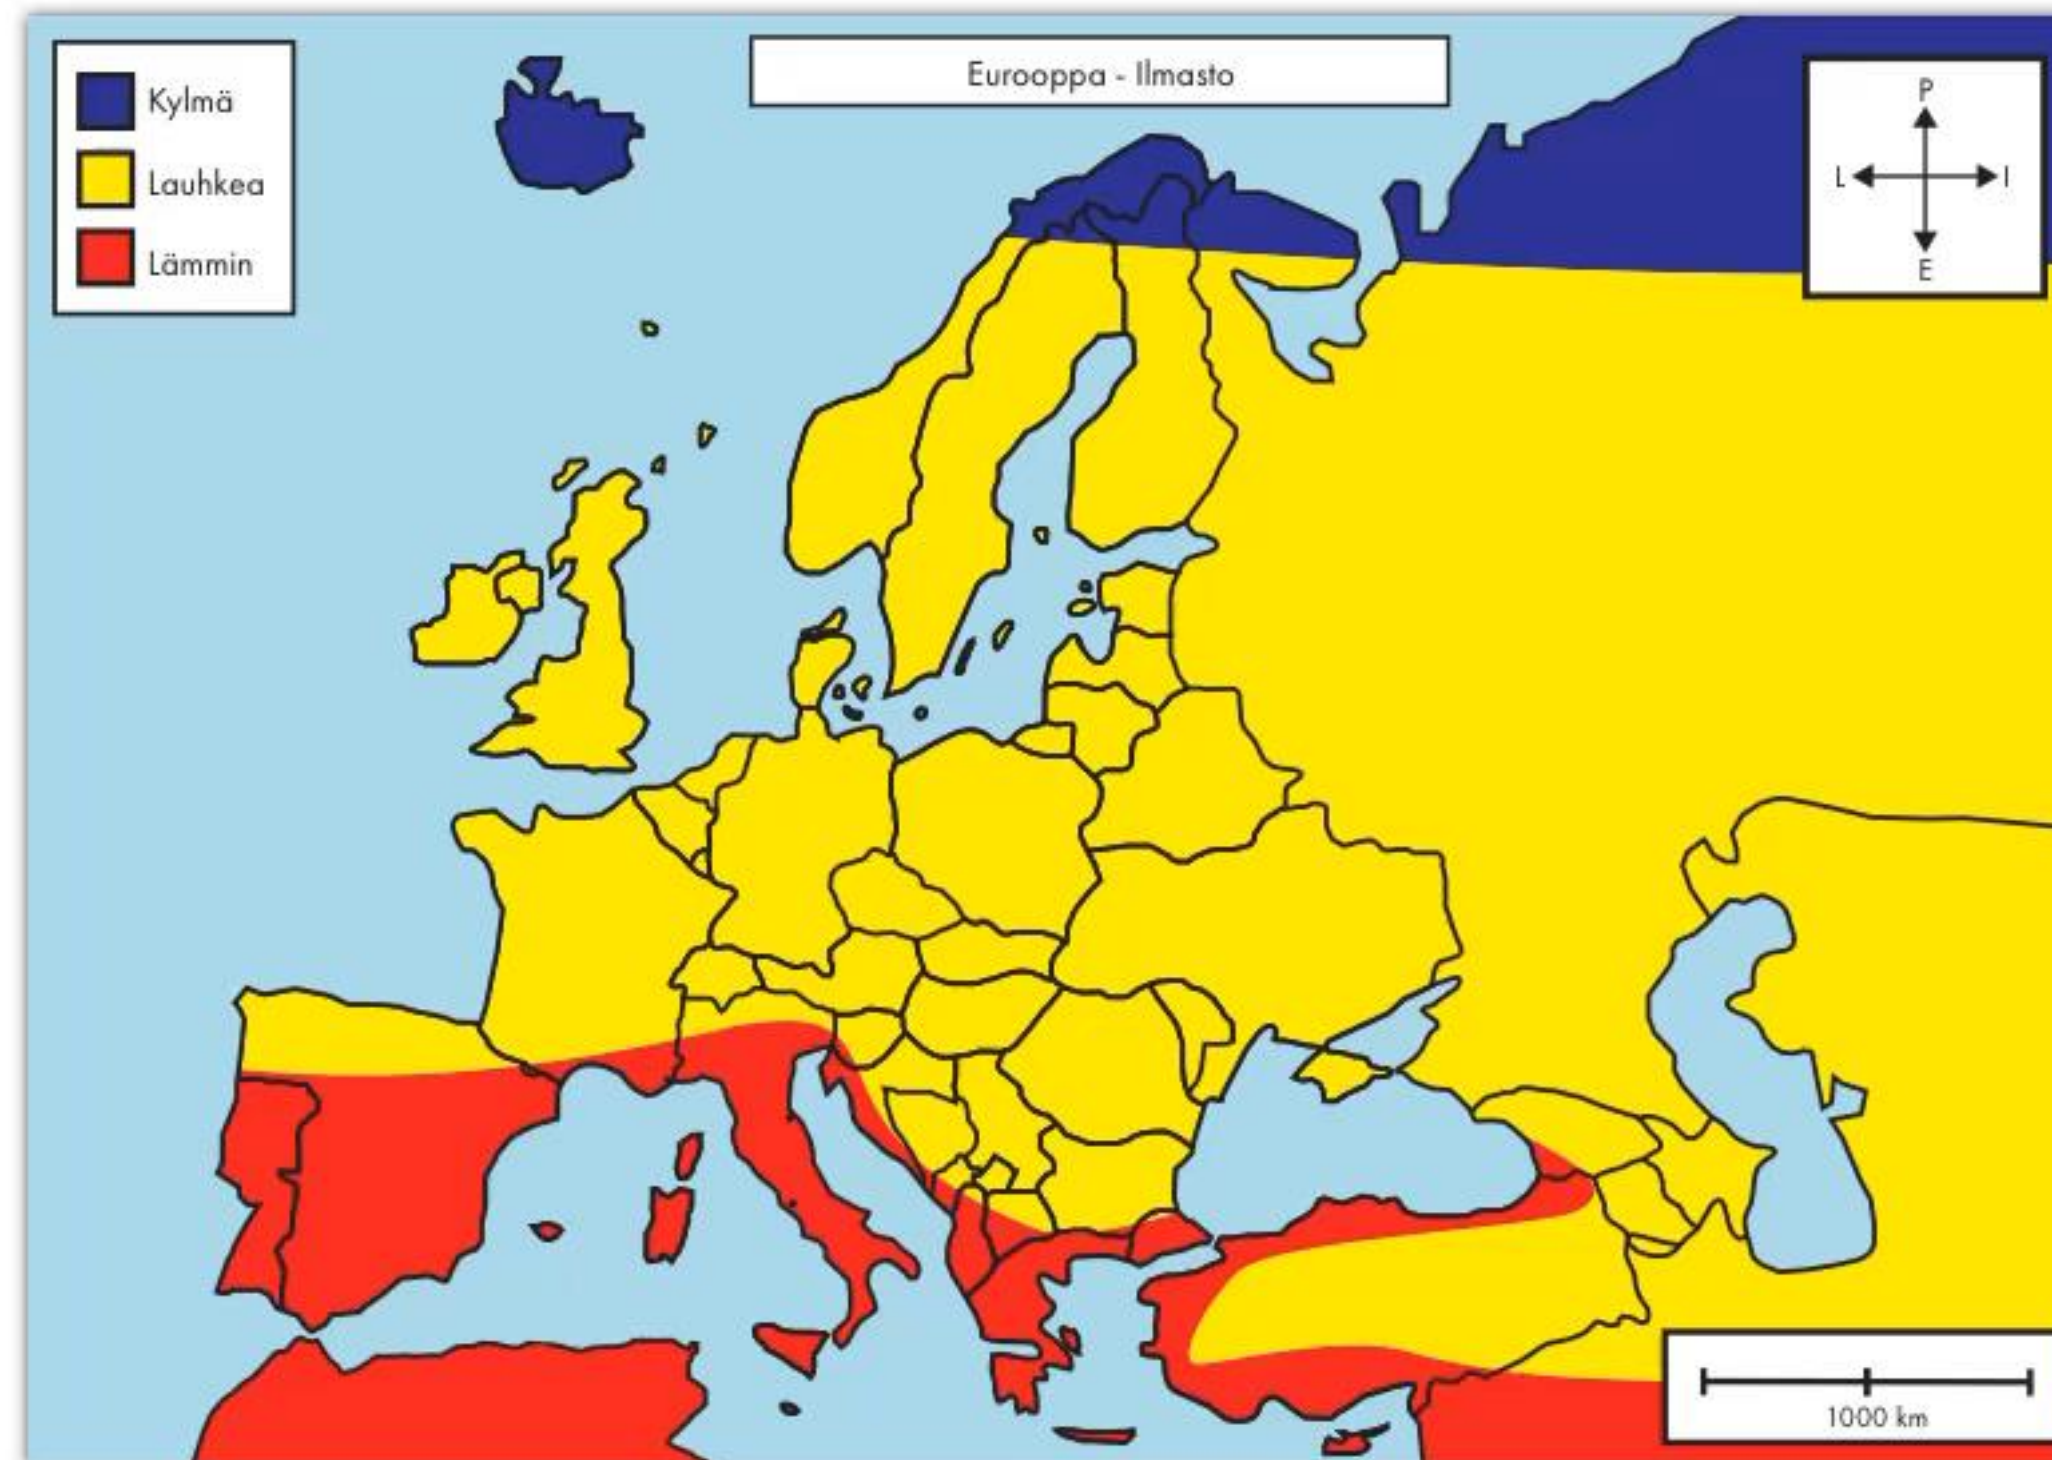 Eurooppa - Ilmasto
Kylmä
Lauhkea
Lämmin
P
L
I
E
1000 km